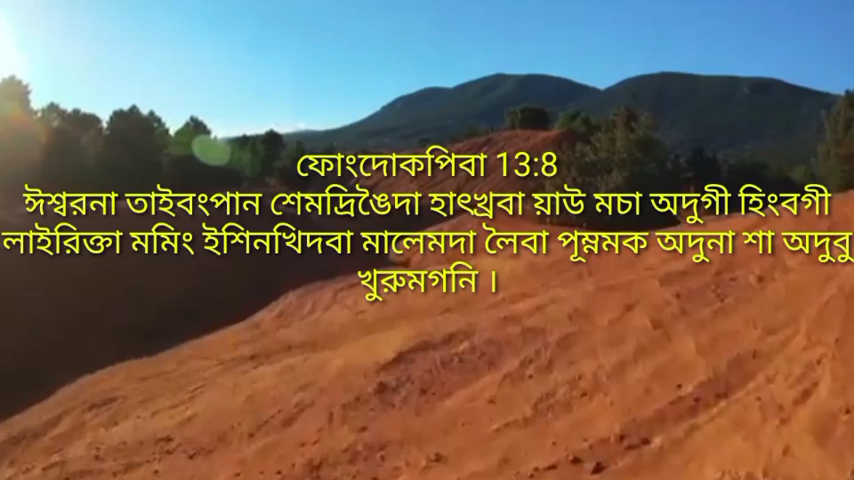 ফোংদোকপিবা 13:8
ঈশ্বরনা তাইবংপান শেমদ্রিঙৈদা হাৎখ্রবা য়াউ মচা অদুগী হিংবগী
লাইরিক্তা মমিং ইশিনখিদবা মালেমদা লৈবা পূম্নমক অদুনা শা অদুবু
খুরুমগনি ।